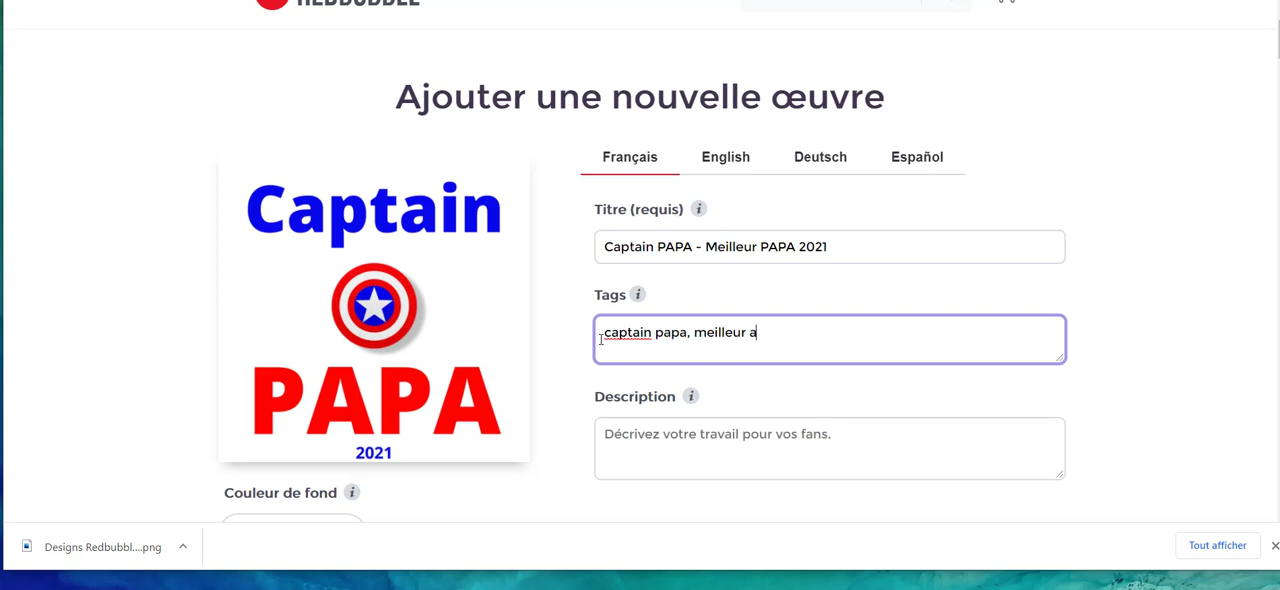 REDBUBBLE
Ajouter une nouvelle œuvre
Français English Deutsch Español
Titre (requis) i
Captain PAPA - Meilleur PAPA 2021
Tags i
captain papa, meilleur a
Description i
Décrivez votre travail pour vos fans.
Captain
PAPA
2021
Couleur de fond i
Designs Redbubbl....png
Tout afficher